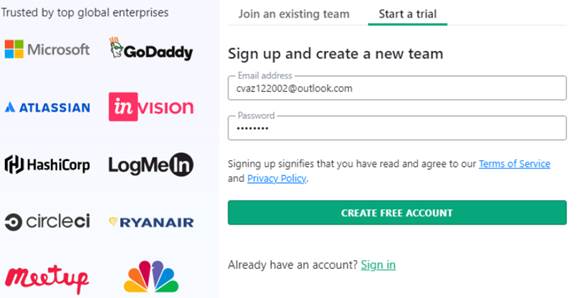 Trusted by top global enterprises
Microsoft
GoDaddy
ATLASSIAN
invision
HashiCorp
LogMeIn
circleci
RYANAIR
meetup
Join an existing team
Start a trial
Sign up and create a new team
Email address
cvaz122002@outlook.com
Password
••••••••
Signing up signifies that you have read and agree to our Terms of Service
and Privacy Policy.
CREATE FREE ACCOUNT
Already have an account? Sign in